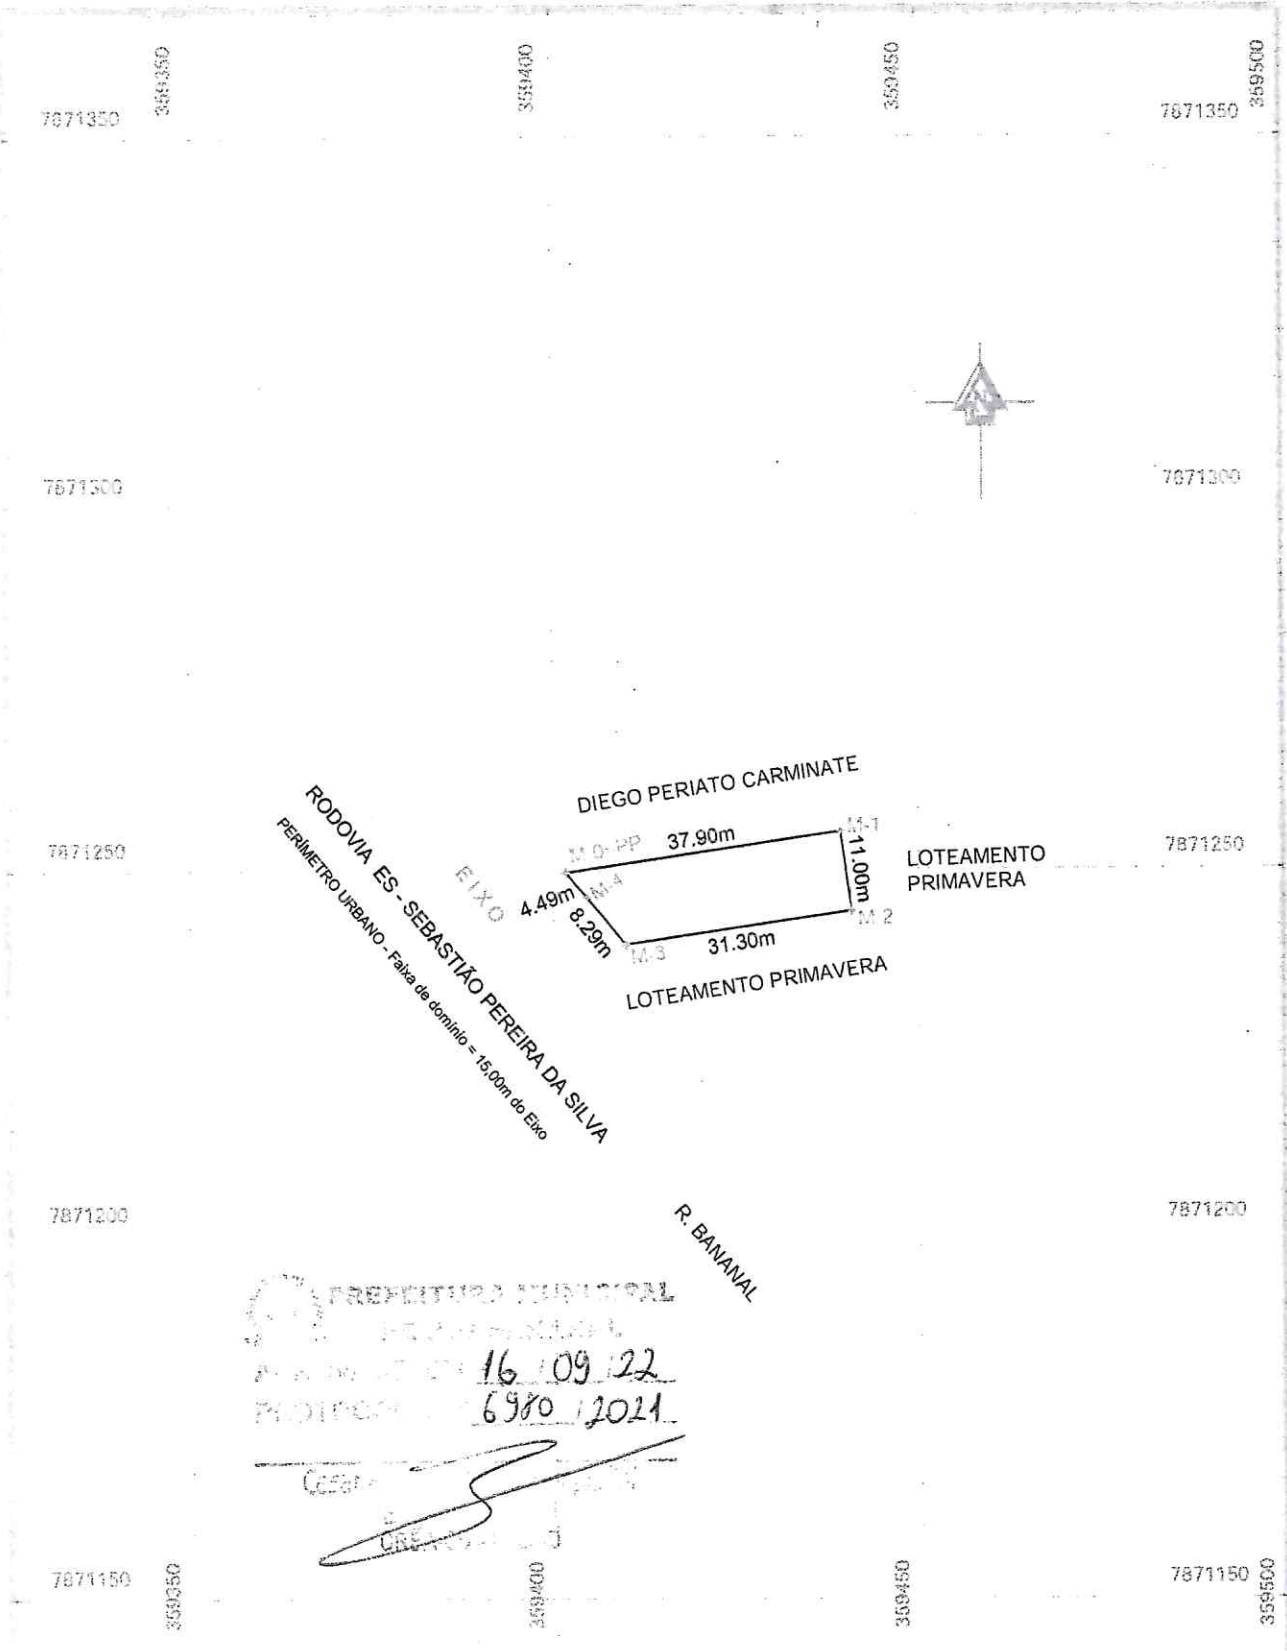 359350
359400
359450
359500
7871350
7871350
7871300
7871300
DIEGO PERIATO CARMINATE
M-0=PP
37.90m
M-1
11.00m
LOTEAMENTO
PRIMAVERA
7871250
7871250
EIXO
4.49m
M-4
8.29m
M-3
31.30m
M-2
LOTEAMENTO PRIMAVERA
RODOVIA ES - SEBASTIÃO PEREIRA DA SILVA
PERÍMETRO URBANO - Faixa de domínio = 15,00m do Eixo
7871200
7871200
R. BANANAL
PREFEITURA MUNICIPAL
16 / 09 / 22
PROTOCOLO 6980 / 2021
7871150
7871150
359350
359400
359450
359500